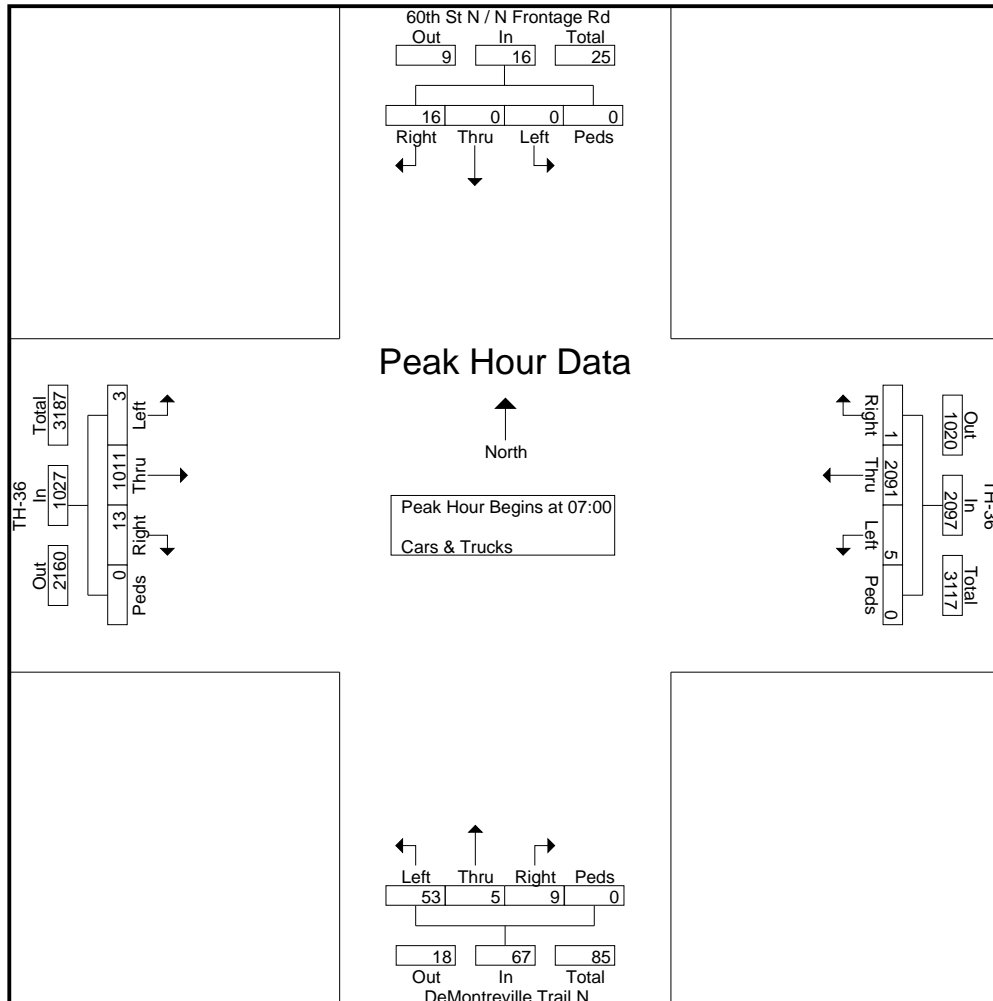 60th St N / N Frontage Rd
Out In Total
9 16 25
16 0 0 0
Right Thru Left Peds
Peak Hour Data
North
Peak Hour Begins at 07:00
Cars & Trucks
TH-36
Total In Out
3187 1027 2160
3 1011 13 0
Left Thru Right Peds
Right Thru Left Peds
1 2091 5 0
Out In Total
1020 2097 3117
TH-36
Left Thru Right Peds
53 5 9 0
18 67 85
Out In Total
DeMontreville Trail N